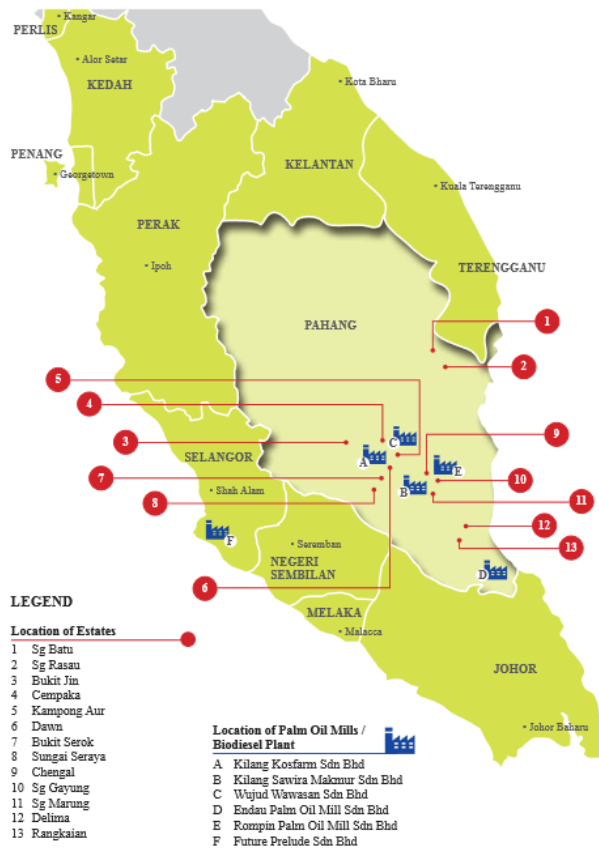 • Kangar
PERLIS
• Alor Setar
KEDAH
• Kota Bharu
PENANG
• Georgetown
KELANTAN
• Kuala Terengganu
PERAK
• Ipoh
TERENGGANU
PAHANG
1
2
5
4
3
C
A
9
E
SELANGOR
7
10
B
• Shah Alam
8
11
12
F
• Seremban
13
NEGERI
SEMBILAN
D
6
MELAKA
• Malacca
JOHOR
• Johor Baharu
LEGEND
Location of Estates
1 Sg Batu
2 Sg Rasau
3 Bukit Jin
4 Cempaka
5 Kampong Aur
6 Dawn
7 Bukit Serok
8 Sungai Seraya
9 Chengal
10 Sg Gayung
11 Sg Marung
12 Delima
13 Rangkaian
Location of Palm Oil Mills /
Biodiesel Plant
A Kilang Kosfarm Sdn Bhd
B Kilang Sawira Makmur Sdn Bhd
C Wujud Wawasan Sdn Bhd
D Endau Palm Oil Mill Sdn Bhd
E Rompin Palm Oil Mill Sdn Bhd
F Future Prelude Sdn Bhd